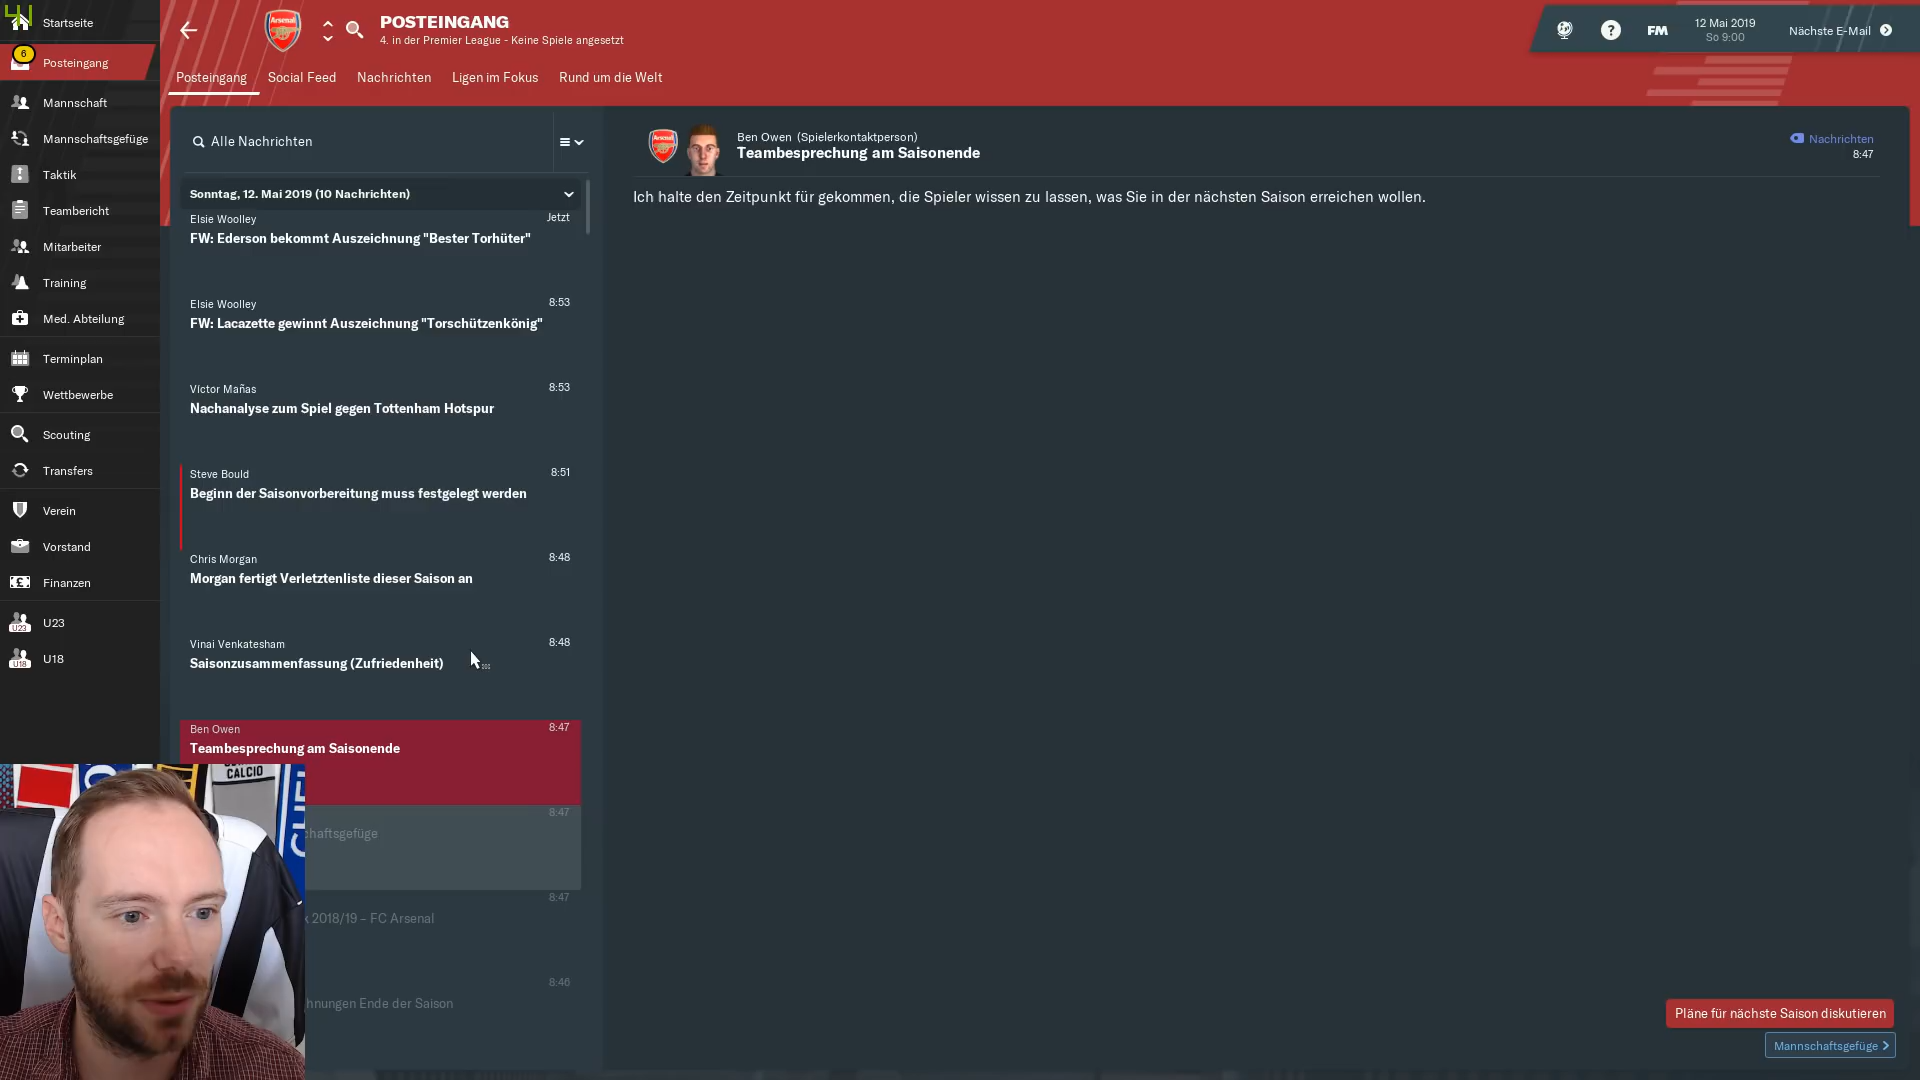 Startseite
6
Posteingang
Mannschaft
Mannschaftsgefüge
Taktik
Teambericht
Mitarbeiter
Training
Med. Abteilung
Terminplan
Wettbewerbe
Scouting
Transfers
Verein
Vorstand
Finanzen
U23
U23
U18
U18
Arsenal
POSTEINGANG
4. in der Premier League - Keine Spiele angesetzt
FM
12 Mai 2019
So 9:00
Nächste E-Mail
Posteingang
Social Feed
Nachrichten
Ligen im Fokus
Rund um die Welt
Alle Nachrichten
Sonntag, 12. Mai 2019 (10 Nachrichten)
Elsie Woolley
Jetzt
FW: Ederson bekommt Auszeichnung "Bester Torhüter"
Elsie Woolley
8:53
FW: Lacazette gewinnt Auszeichnung "Torschützenkönig"
Víctor Mañas
8:53
Nachanalyse zum Spiel gegen Tottenham Hotspur
Steve Bould
8:51
Beginn der Saisonvorbereitung muss festgelegt werden
Chris Morgan
8:48
Morgan fertigt Verletztenliste dieser Saison an
Vinai Venkatesham
8:48
Saisonzusammenfassung (Zufriedenheit)
Ben Owen
8:47
Teambesprechung am Saisonende
8:47
chaftsgefüge
8:47
2018/19 – FC Arsenal
8:46
hnungen Ende der Saison
Arsenal
Ben Owen (Spielerkontaktperson)
Teambesprechung am Saisonende
Nachrichten
8:47
Ich halte den Zeitpunkt für gekommen, die Spieler wissen zu lassen, was Sie in der nächsten Saison erreichen wollen.
Pläne für nächste Saison diskutieren
Mannschaftsgefüge
CALCIO